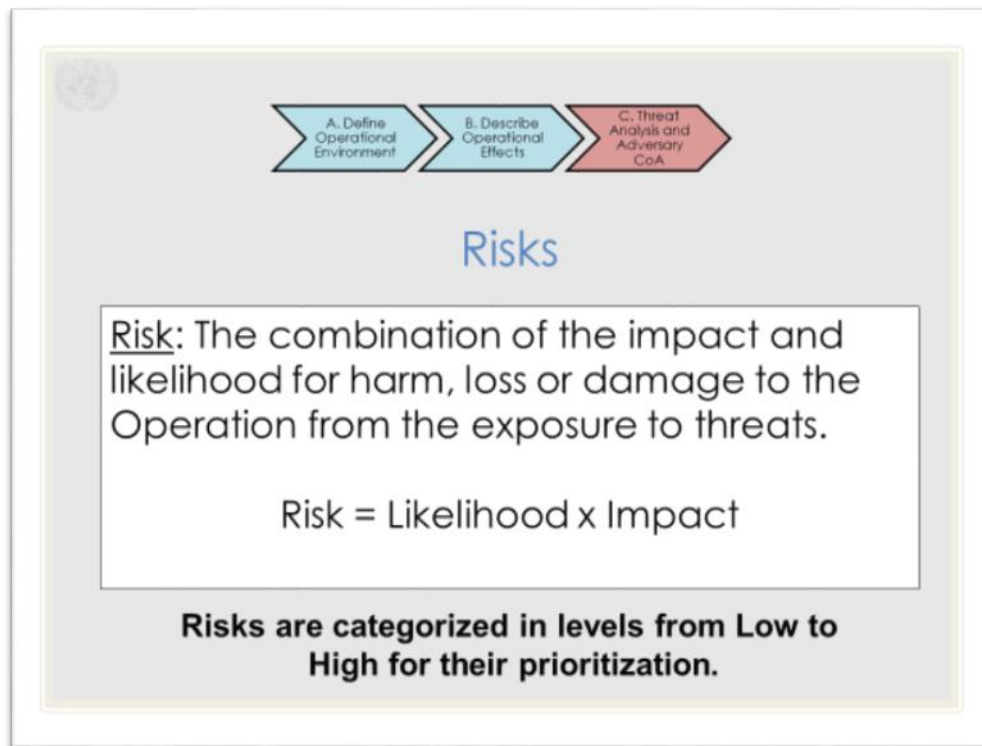 A. Define
Operational
Environment
B. Describe
Operational
Effects
C. Threat
Analysis and
Adversary
CoA
Risks
Risk: The combination of the impact and
likelihood for harm, loss or damage to the
Operation from the exposure to threats.
Risk = Likelihood x Impact
Risks are categorized in levels from Low to
High for their prioritization.